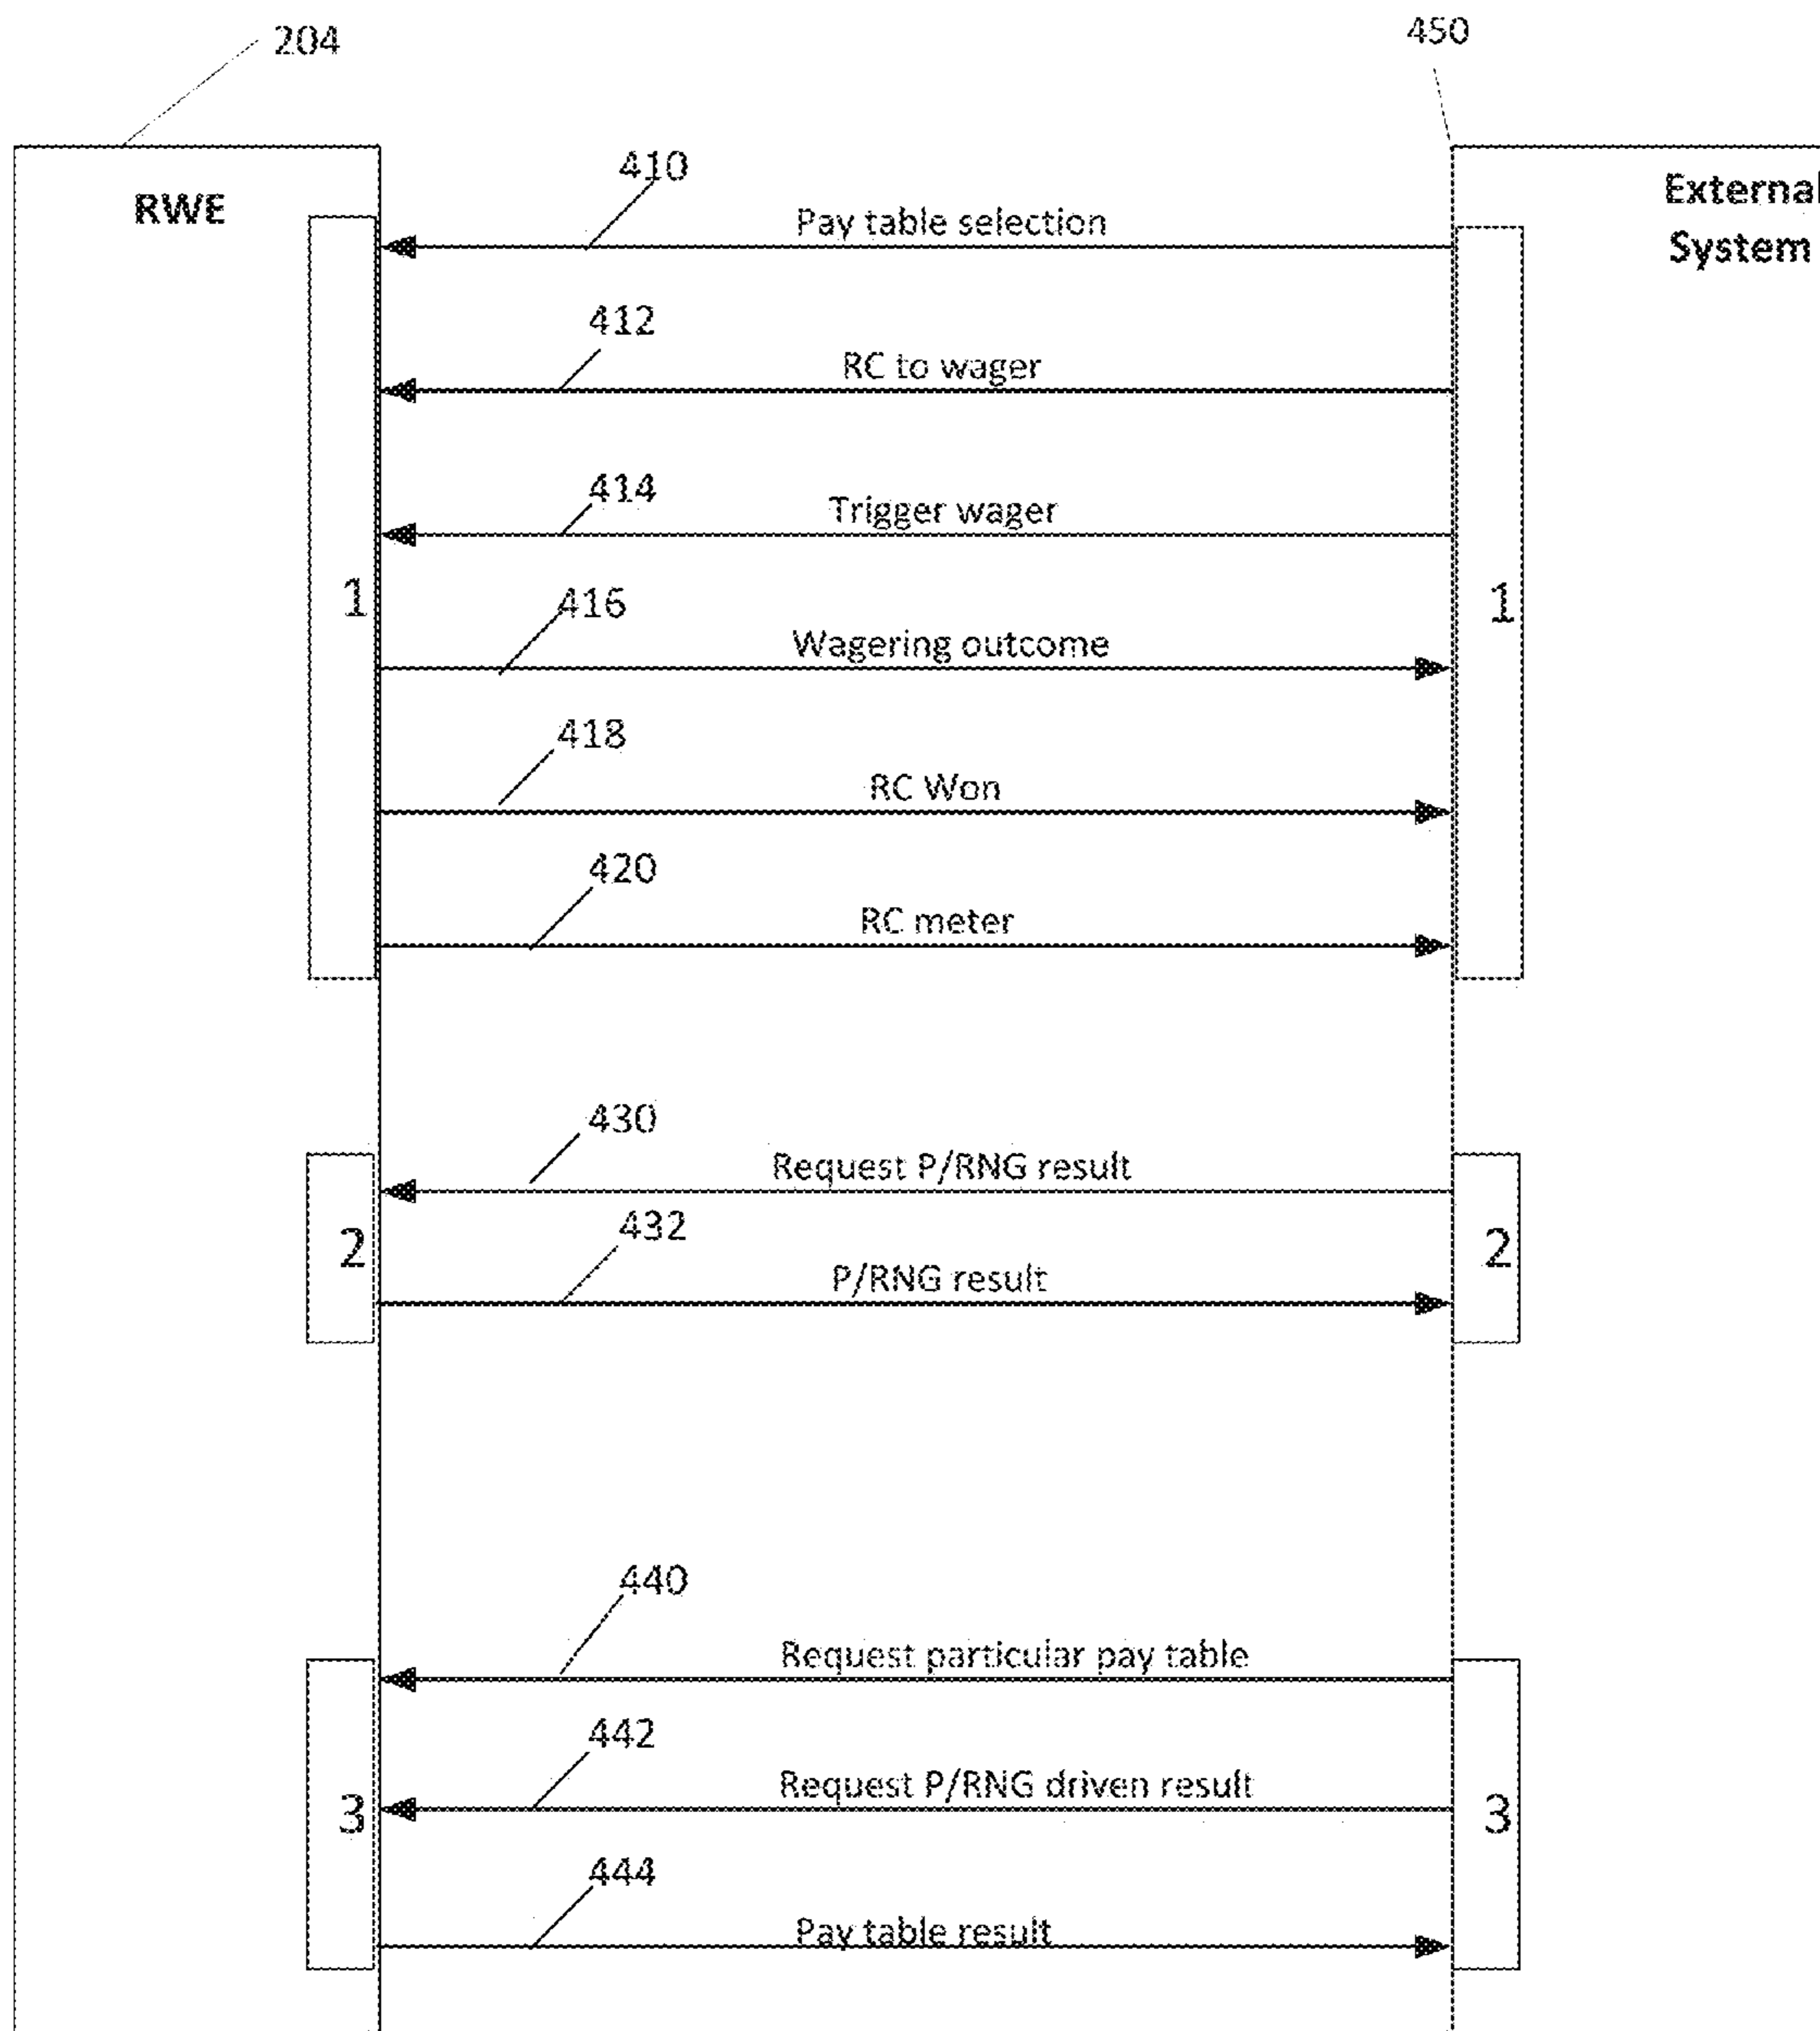 204
450
RWE
External
System
410
Pay table selection
412
RC to wager
414
Trigger wager
1
1
416
Wagering outcome
418
RC Won
420
RC meter
430
Request P/RNG result
2
2
432
P/RNG result
440
Request particular pay table
442
Request P/RNG driven result
3
3
444
Pay table result